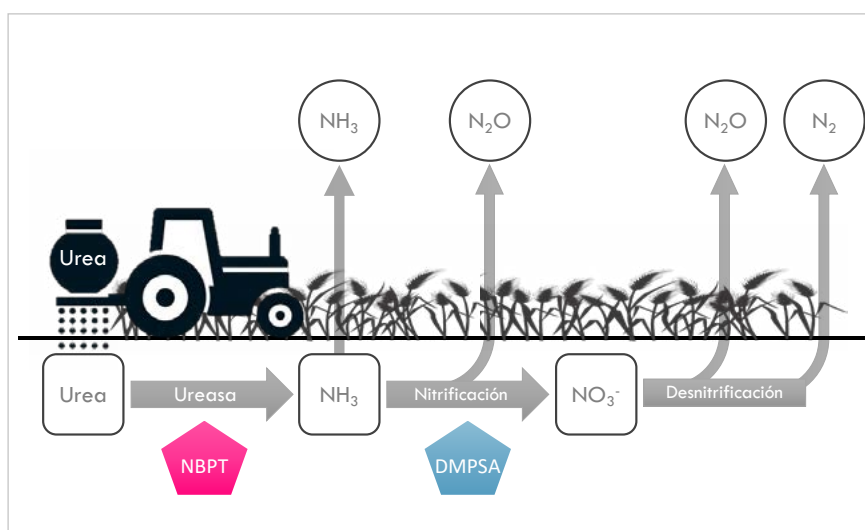 NH₃
N₂O
N₂O
N₂
Urea
Urea
Ureasa
NH₃
Nitrificación
NO₃⁻
Desnitrificación
NBPT
DMPSA